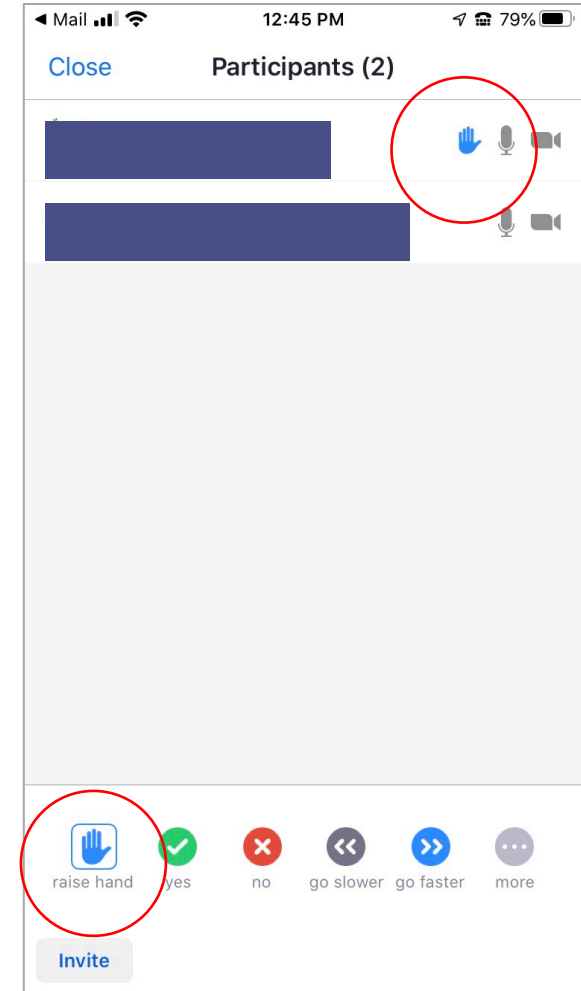 Mail 12:45 PM 79%
Close Participants (2)
raise hand yes no go slower go faster more
Invite